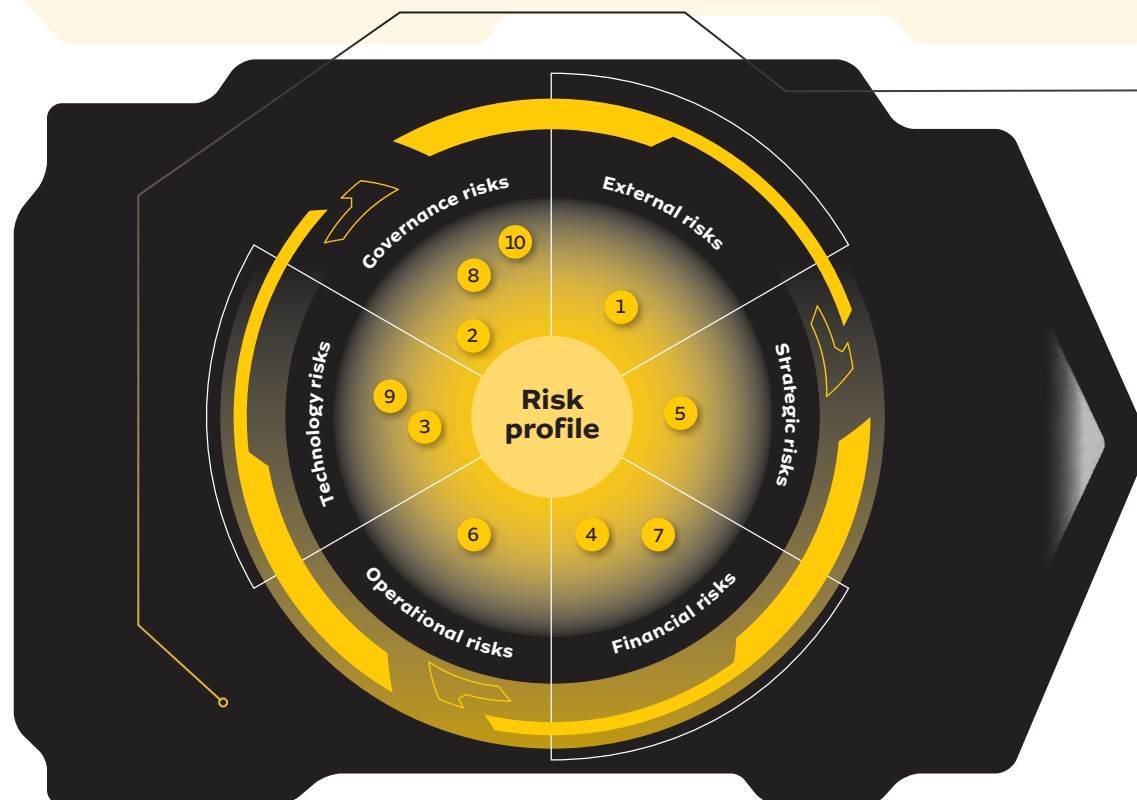 Governance risks
External risks
10
8
1
2
Technology risks
Strategic risks
9
3
Risk
profile
5
6
4
7
Operational risks
Financial risks